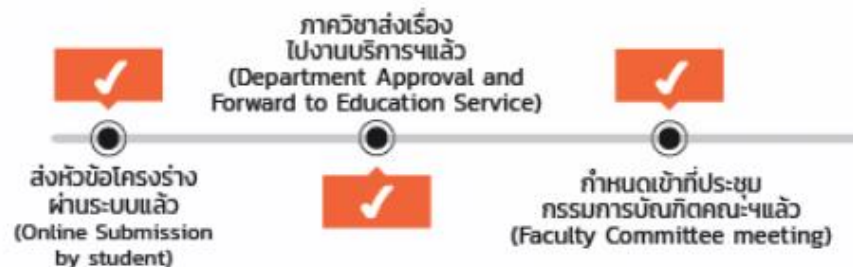 ส่งหัวข้อโครงร่าง
ผ่านระบบแล้ว
(Online Submission
by student)
ภาควิชาส่งเรื่อง
ไปงานบริการฯแล้ว
(Department Approval and
Forward to Education Service)
กำหนดเข้าที่ประชุม
กรรมการบัณฑิตคณะฯแล้ว
(Faculty Committee meeting)